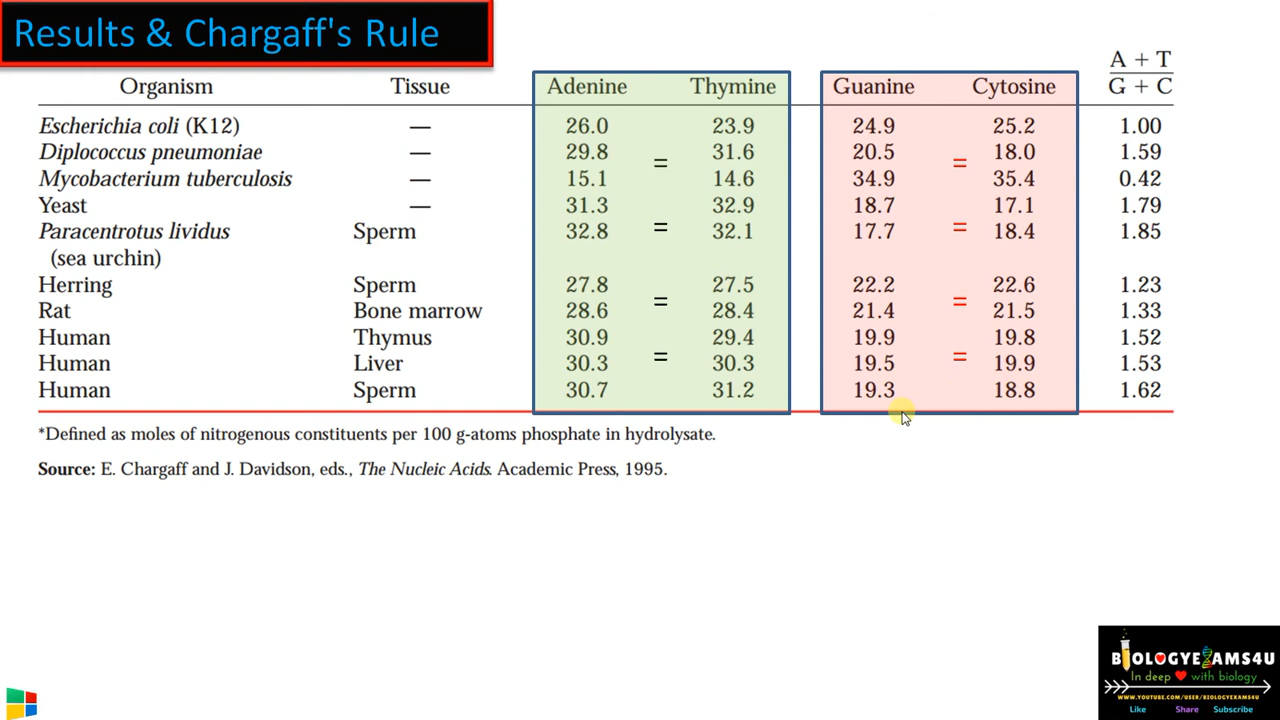 Results & Chargaff's Rule
A + T
Organism Tissue Adenine Thymine Guanine Cytosine G + C
Escherichia coli (K12) — 26.0 23.9 24.9 25.2 1.00
Diplococcus pneumoniae — 29.8 31.6 20.5 18.0 1.59
= =
Mycobacterium tuberculosis — 15.1 14.6 34.9 35.4 0.42
Yeast — 31.3 32.9 18.7 17.1 1.79
Paracentrotus lividus Sperm 32.8 = 32.1 17.7 = 18.4 1.85
(sea urchin)
Herring Sperm 27.8 27.5 22.2 22.6 1.23
= =
Rat Bone marrow 28.6 28.4 21.4 21.5 1.33
Human Thymus 30.9 29.4 19.9 19.8 1.52
= =
Human Liver 30.3 30.3 19.5 19.9 1.53
Human Sperm 30.7 31.2 19.3 18.8 1.62
*Defined as moles of nitrogenous constituents per 100 g-atoms phosphate in hydrolysate.
Source: E. Chargaff and J. Davidson, eds., The Nucleic Acids. Academic Press, 1995.
BIOLOGYEXAMS4U
In deep ❤ with biology
WWW.YOUTUBE.COM/USER/BIOLOGYEXAMS4U
Like Share Subscribe